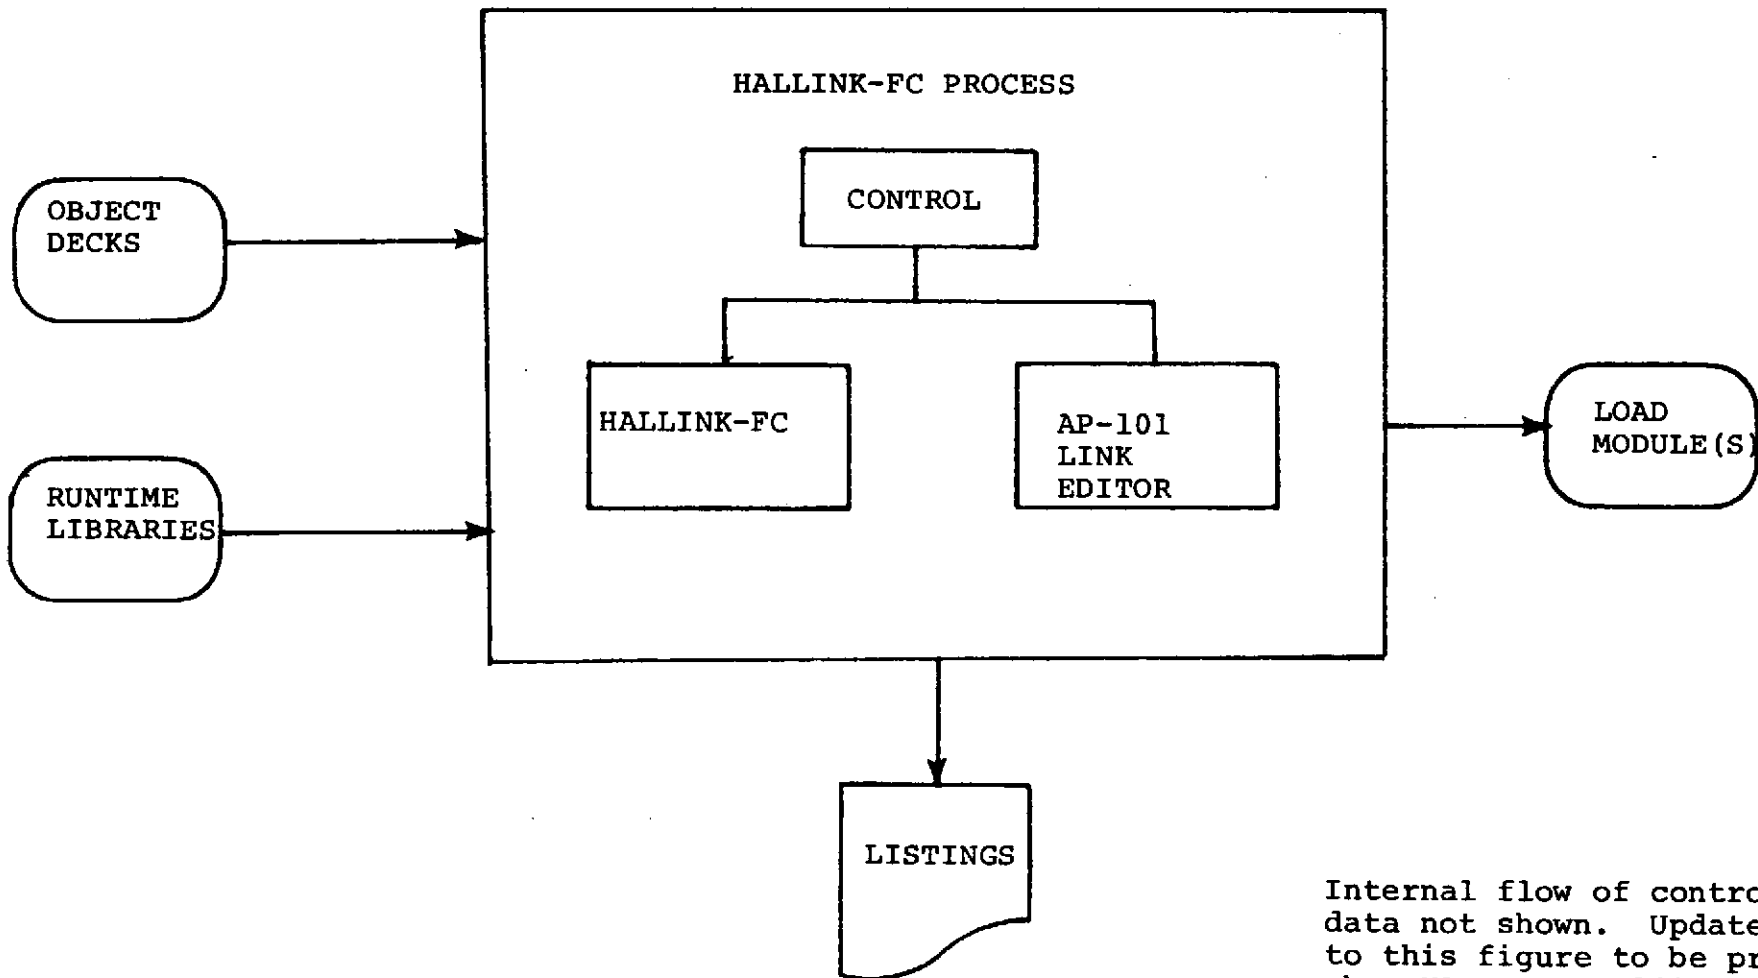 HALLINK-FC PROCESS
CONTROL
OBJECT
DECKS
HALLINK-FC
AP-101
LINK
EDITOR
LOAD
MODULE(S)
RUNTIME
LIBRARIES
LISTINGS
Internal flow of contro
data not shown. Update
to this figure to be pr